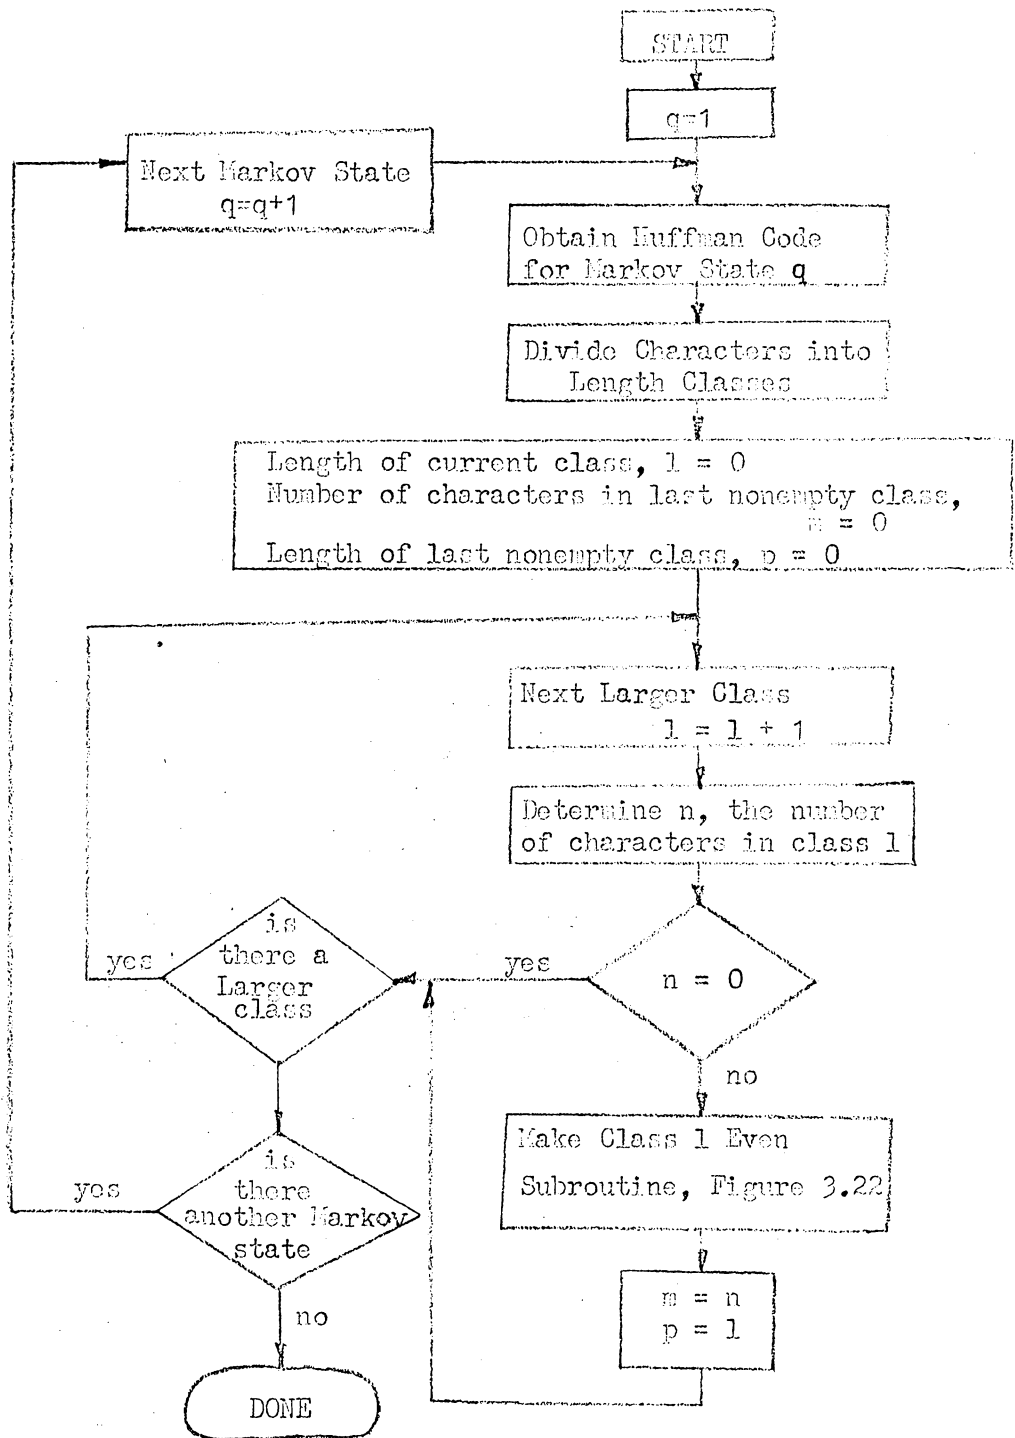 START
q=1
Next Markov State
q=q+1
Obtain Huffman Code
for Markov State q
Divide Characters into
Length Classes
Length of current class, l = 0
Number of characters in last nonempty class,
m = 0
Length of last nonempty class, p = 0
Next Larger Class
l = l + 1
Determine n, the number
of characters in class l
n = 0
yes
no
is
there a
Larger
class
yes
Make Class l Even
Subroutine, Figure 3.22
m = n
p = l
is
there
another Markov
state
yes
no
DONE